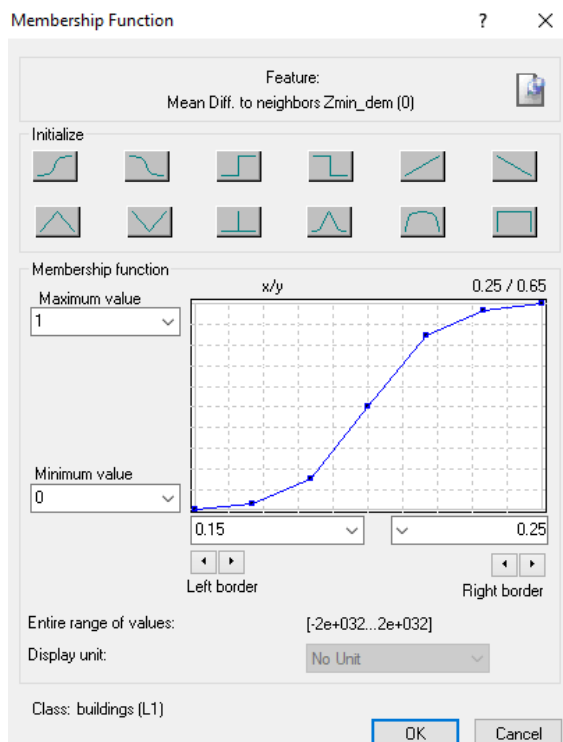 Membership Function ? ×
Feature:
Mean Diff. to neighbors Zmin_dem (0)
Initialize
Membership function
x/y 0.25 / 0.65
Maximum value
1
Minimum value
0
0.15 0.25
Left border Right border
Entire range of values: [-2e+032...2e+032]
Display unit: No Unit
Class: buildings (L1)
OK Cancel